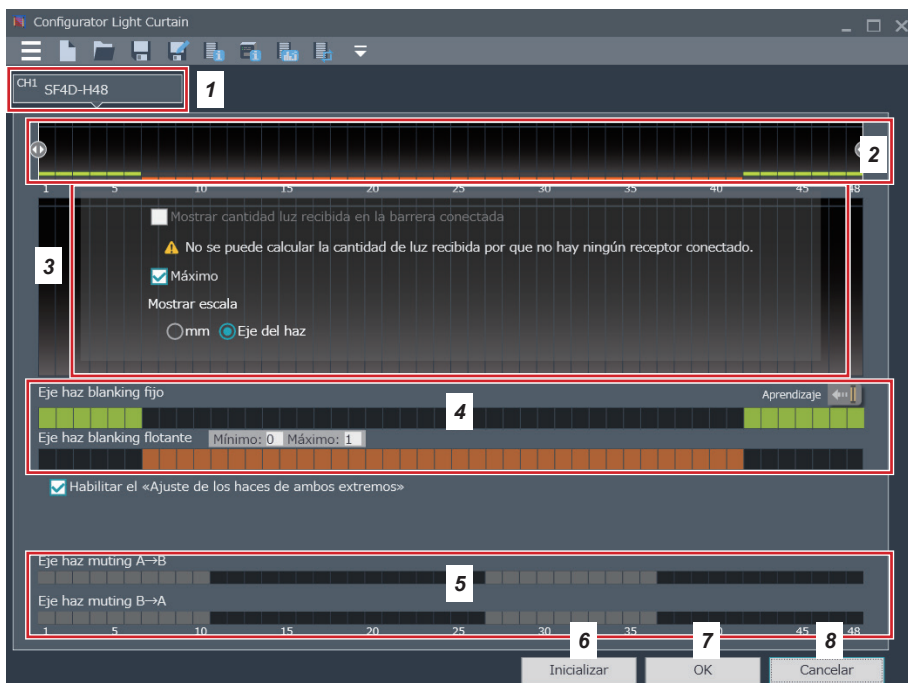 Configurator Light Curtain
CH1 SF4D-H48
1
2
1 5 10 15 20 25 30 35 40 45 48
3
Mostrar cantidad luz recibida en la barrera conectada
No se puede calcular la cantidad de luz recibida por que no hay ningún receptor conectado.
Máximo
Mostrar escala
mm Eje del haz
Eje haz blanking fijo
Aprendizaje
4
Eje haz blanking flotante Mínimo: 0 Máximo: 1
Habilitar el «Ajuste de los haces de ambos extremos»
Eje haz muting A→B
5
Eje haz muting B→A
1 5 10 15 20 25 30 35 45 48
6 7 8
Inicializar OK Cancelar